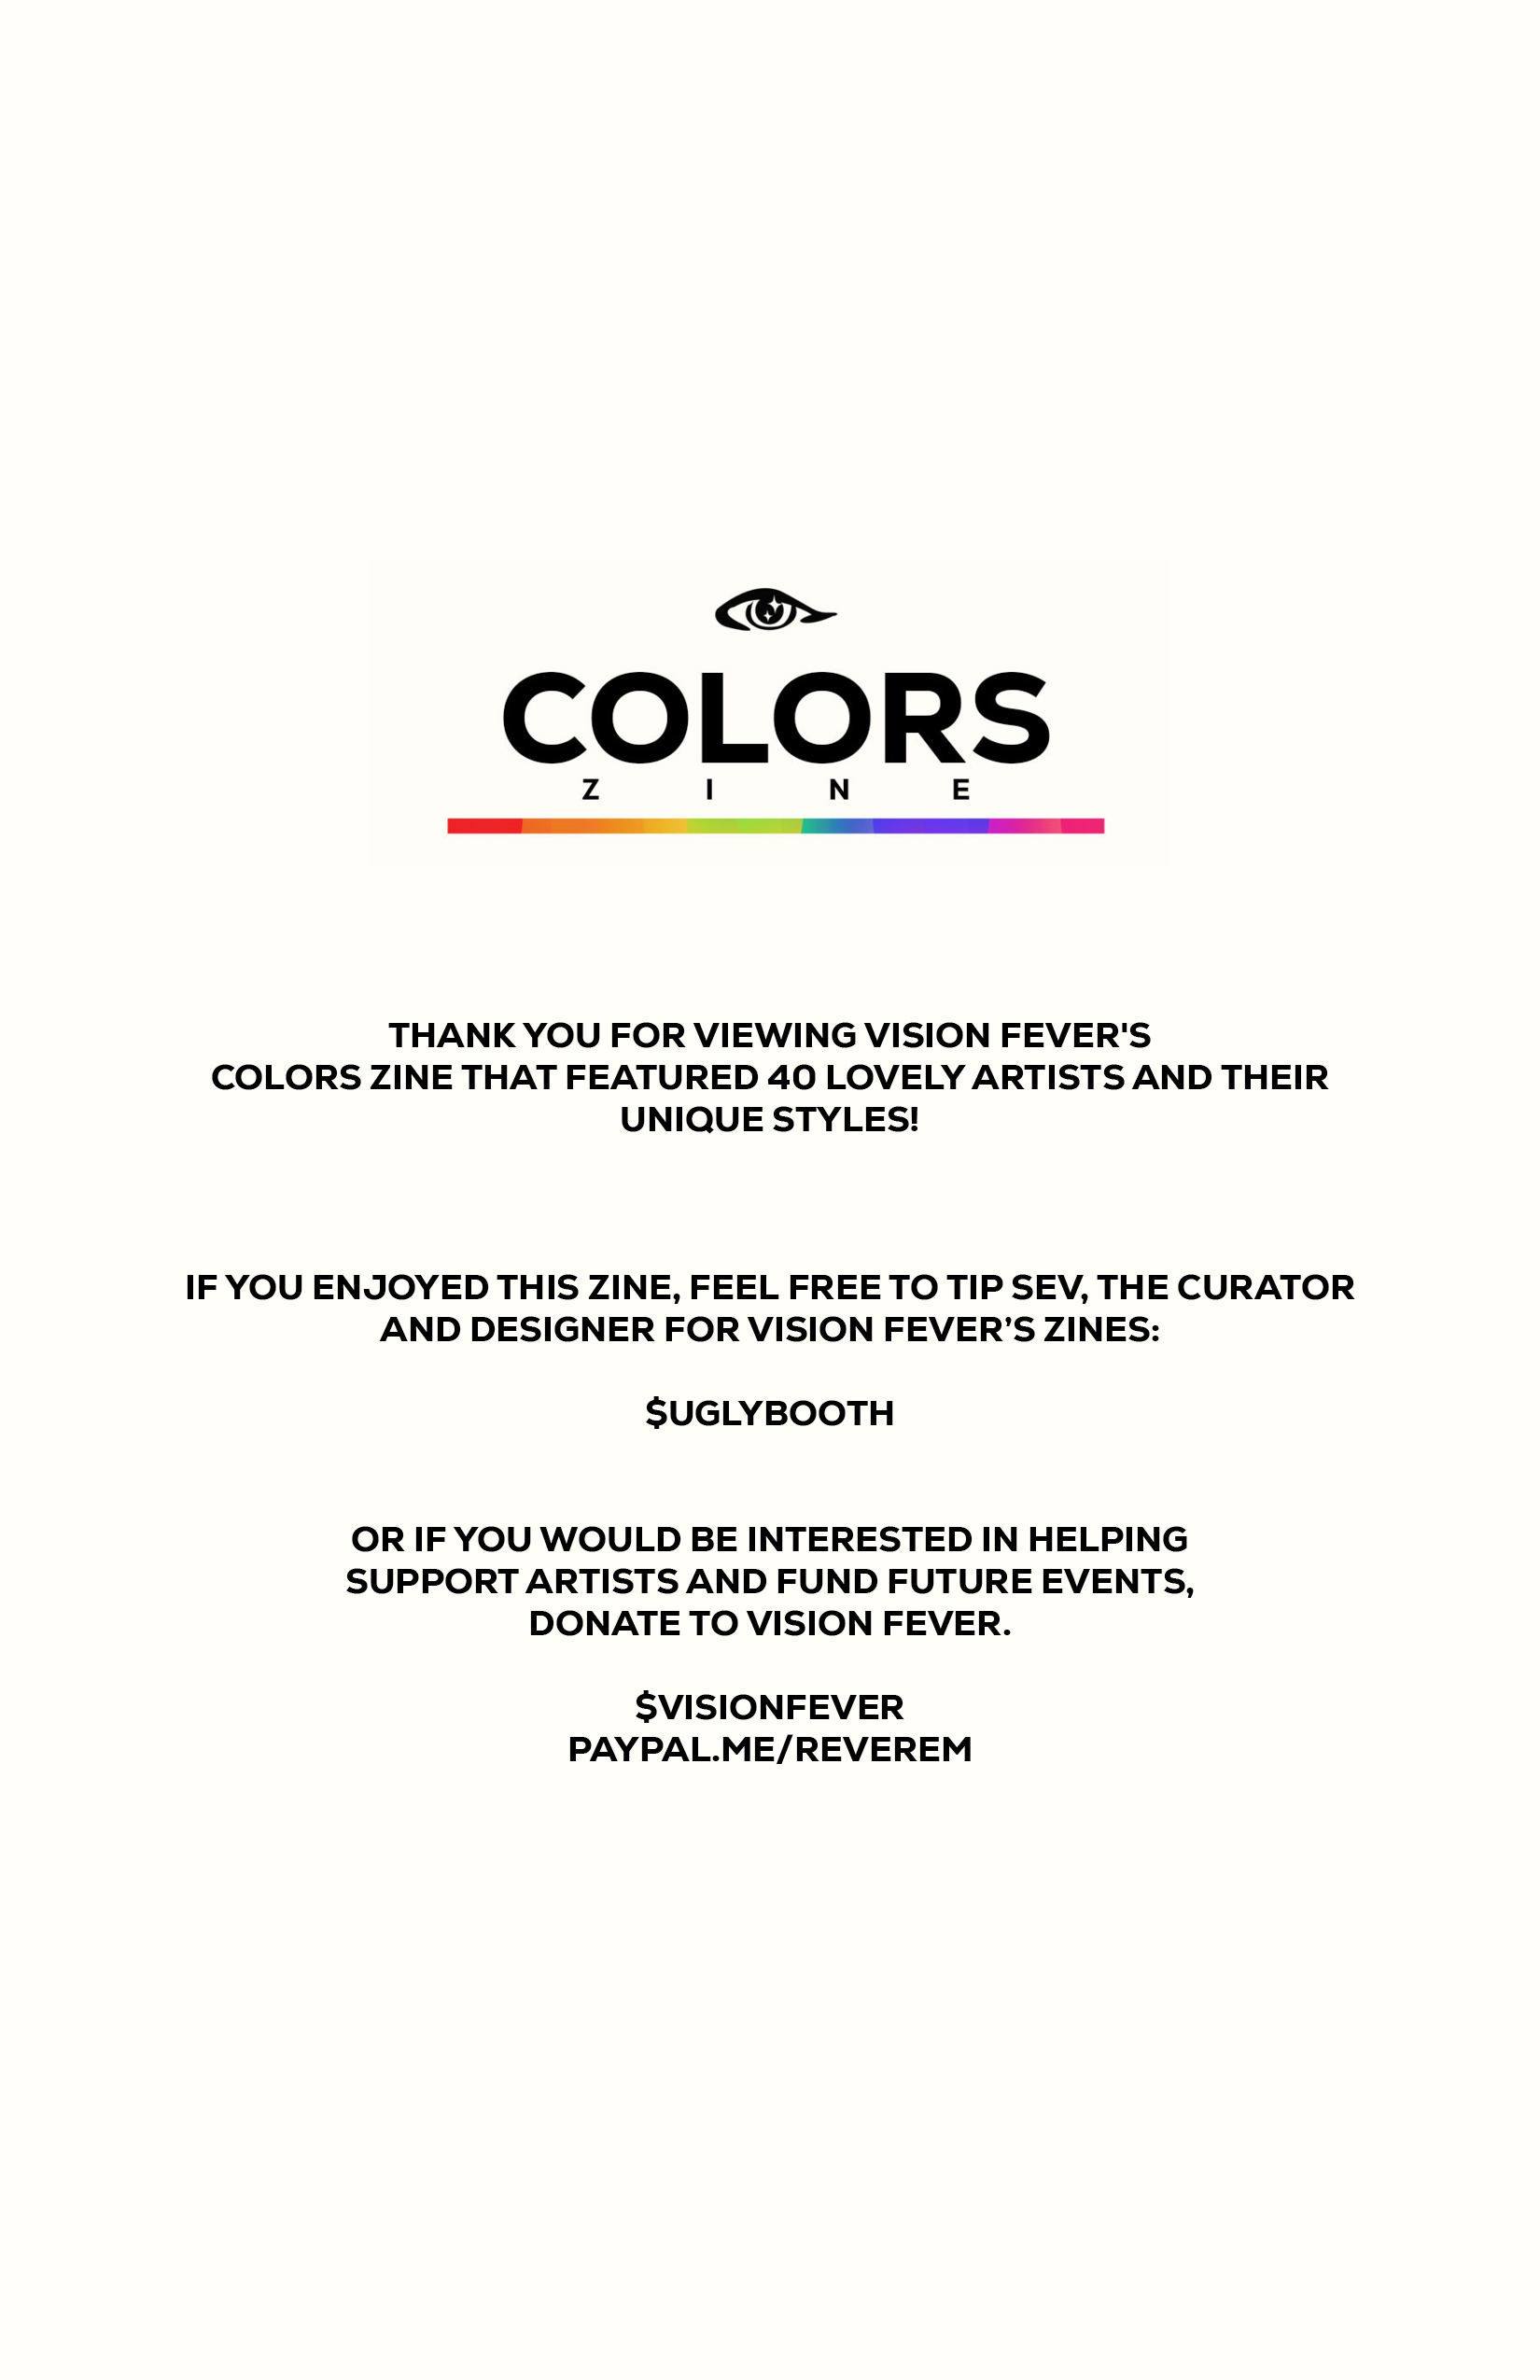 COLORS
ZINE
THANK YOU FOR VIEWING VISION FEVER'S
COLORS ZINE THAT FEATURED 40 LOVELY ARTISTS AND THEIR
UNIQUE STYLES!
IF YOU ENJOYED THIS ZINE, FEEL FREE TO TIP SEV, THE CURATOR
AND DESIGNER FOR VISION FEVER’S ZINES:
$UGLYBOOTH
OR IF YOU WOULD BE INTERESTED IN HELPING
SUPPORT ARTISTS AND FUND FUTURE EVENTS,
DONATE TO VISION FEVER.
$VISIONFEVER
PAYPAL.ME/REVEREM